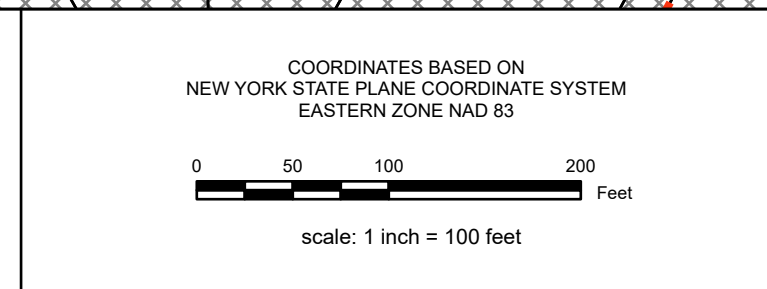 COORDINATES BASED ON
NEW YORK STATE PLANE COORDINATE SYSTEM
EASTERN ZONE NAD 83
0 50 100 200
Feet
scale: 1 inch = 100 feet